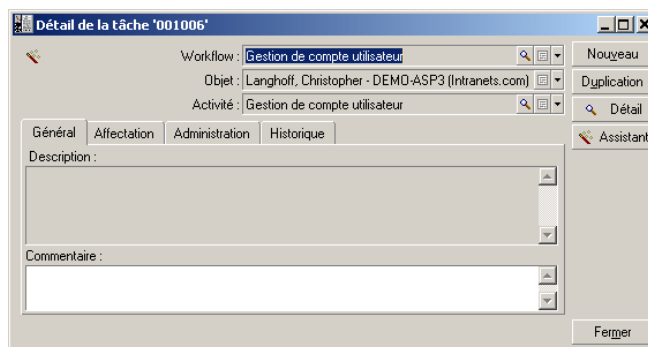 Détail de la tâche '001006'
Workflow : Gestion de compte utilisateur
Nouveau
Objet : Langhoff, Christopher - DEMO-ASP3 (Intranets.com)
Duplication
Activité : Gestion de compte utilisateur
Détail
Général Affectation Administration Historique
Assistant
Description :
Commentaire :
Fermer